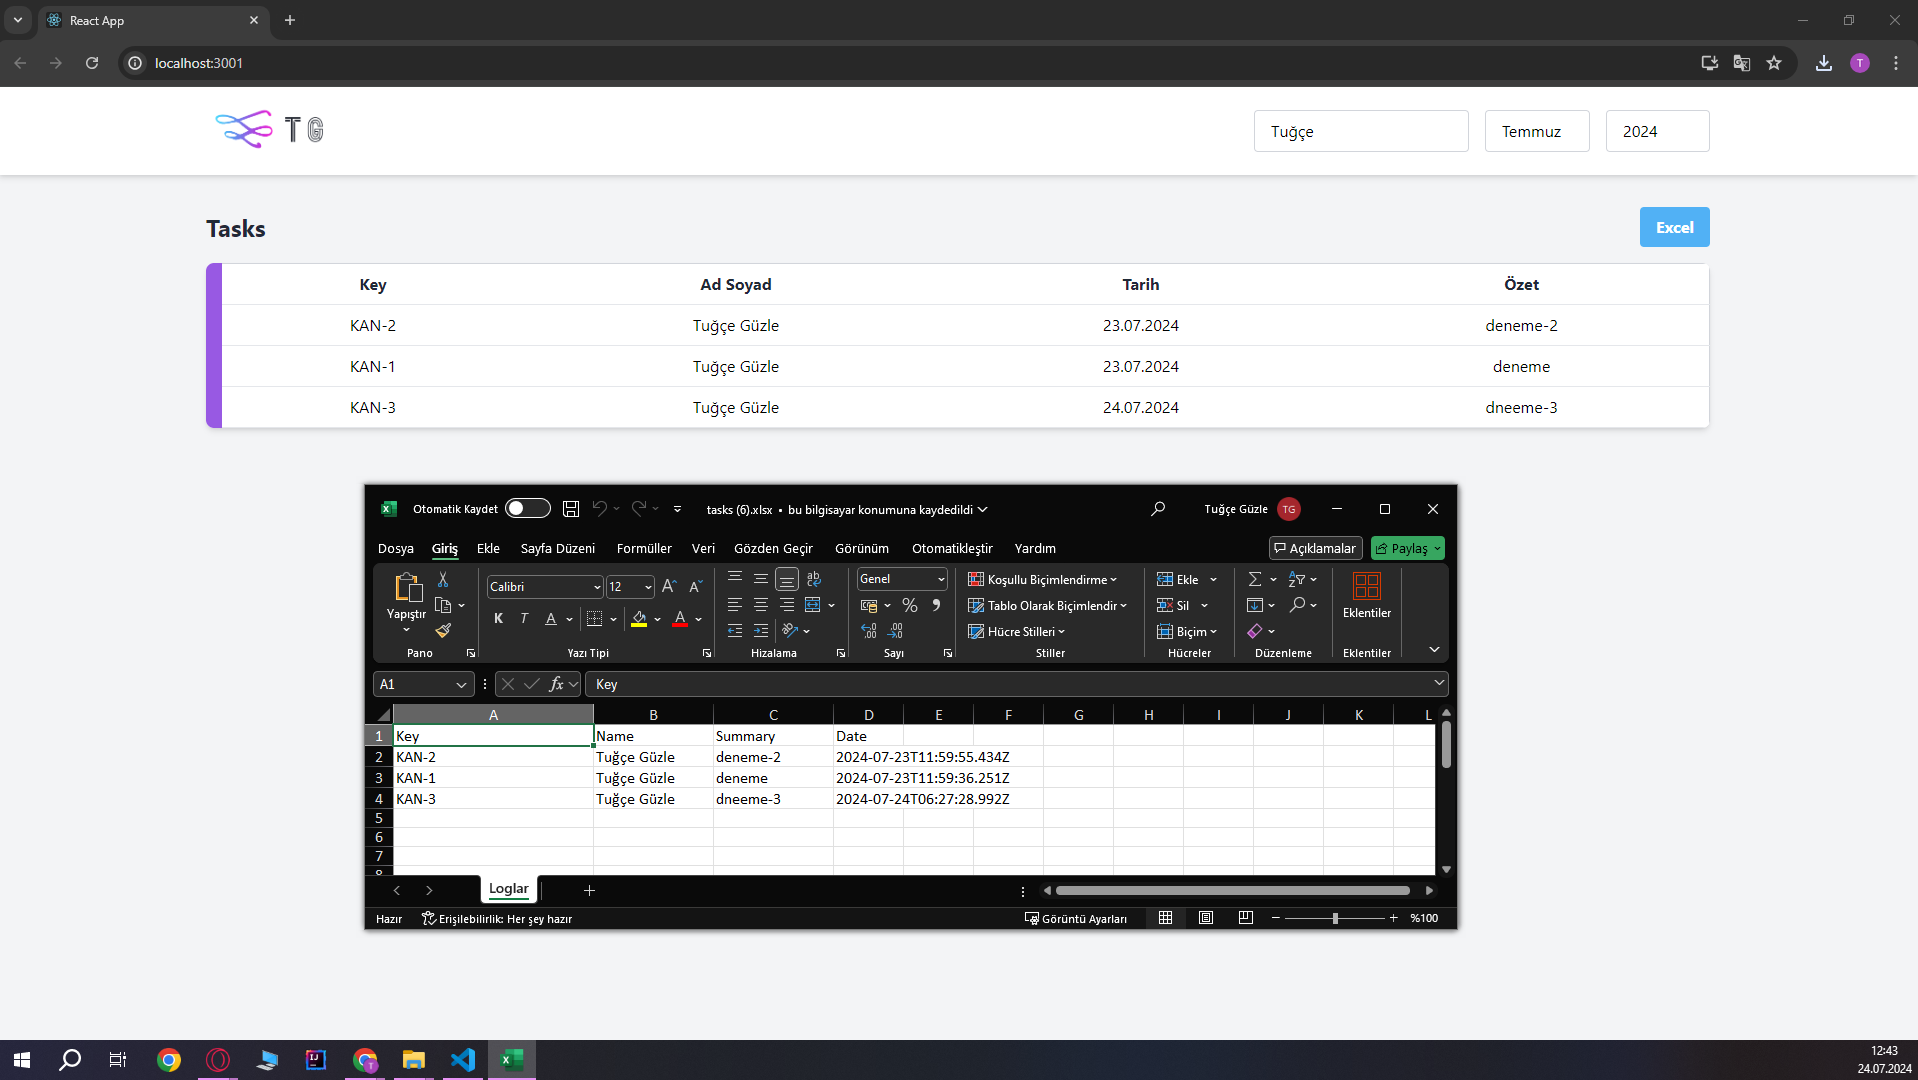 React App
localhost:3001
T
T G
Tuğçe Temmuz 2024
Tasks
Excel
Key Ad Soyad Tarih Özet
KAN-2 Tuğçe Güzle 23.07.2024 deneme-2
KAN-1 Tuğçe Güzle 23.07.2024 deneme
KAN-3 Tuğçe Güzle 24.07.2024 dneeme-3
Otomatik Kaydet tasks (6).xlsx • bu bilgisayar konumuna kaydedildi Tuğçe Güzle TG
Dosya Giriş Ekle Sayfa Düzeni Formüller Veri Gözden Geçir Görünüm Otomatikleştir Yardım Açıklamalar Paylaş
Yapıştır
Calibri 12
K T A A
Genel
Koşullu Biçimlendirme
Tablo Olarak Biçimlendir
Hücre Stilleri
Ekle
Sil
Biçim
Eklentiler
Pano Yazı Tipi Hizalama Sayı Stiller Hücreler Düzenleme Eklentiler
A1 fx Key
A B C D E F G H I J K L
1 Key Name Summary Date
2 KAN-2 Tuğçe Güzle deneme-2 2024-07-23T11:59:55.434Z
3 KAN-1 Tuğçe Güzle deneme 2024-07-23T11:59:36.251Z
4 KAN-3 Tuğçe Güzle dneeme-3 2024-07-24T06:27:28.992Z
5
6
7
8
Loglar
Hazır Erişilebilirlik: Her şey hazır Görüntü Ayarları %100
12:43
24.07.2024